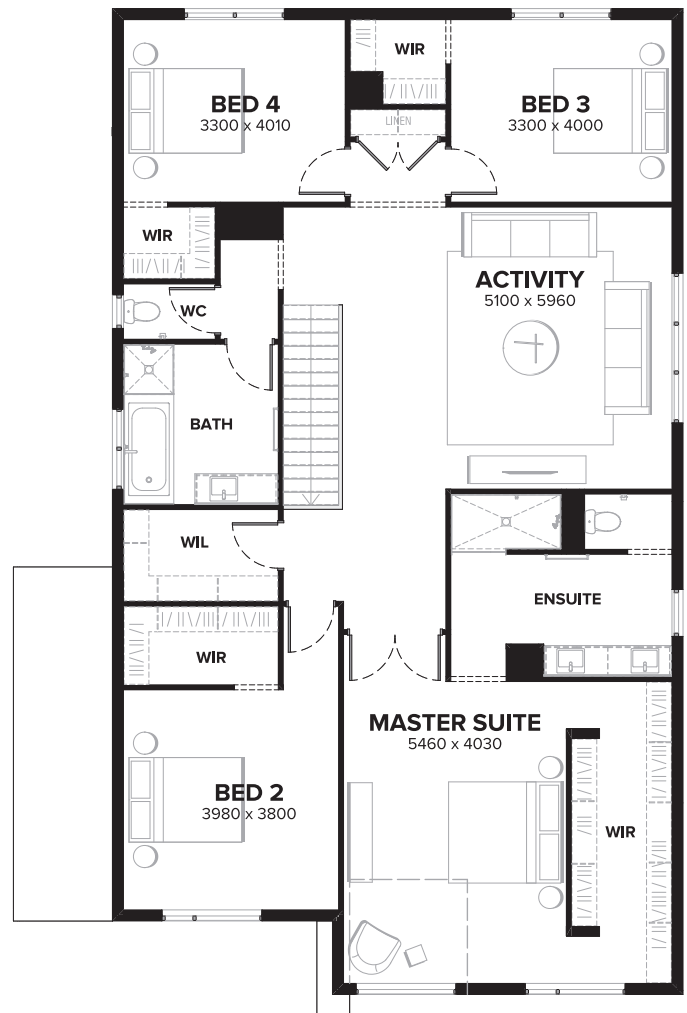 WIR
BED 4
3300 x 4010
BED 3
3300 x 4000
LINEN
WIR
ACTIVITY
5100 x 5960
WC
BATH
WIL
ENSUITE
WIR
MASTER SUITE
5460 x 4030
BED 2
3980 x 3800
WIR